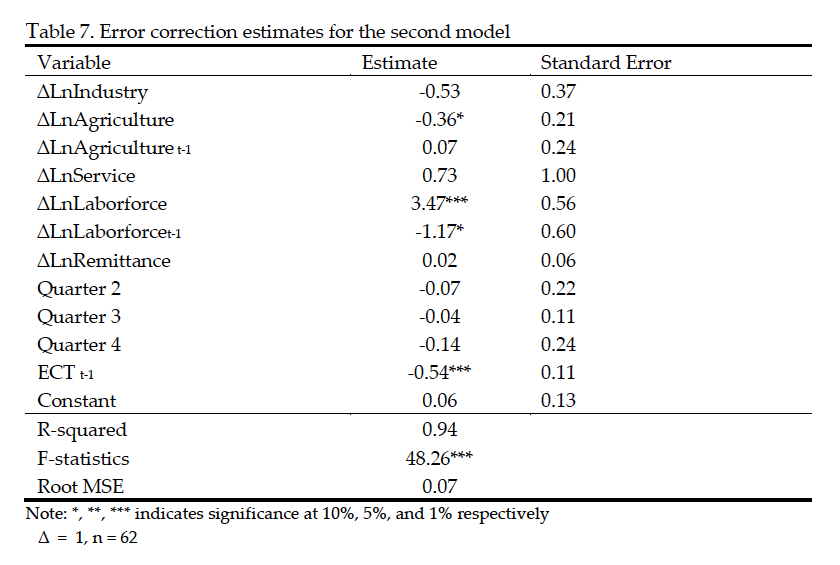 Table 7. Error correction estimates for the second model
Variable Estimate Standard Error
ΔLnIndustry -0.53 0.37
ΔLnAgriculture -0.36* 0.21
ΔLnAgriculture t-1 0.07 0.24
ΔLnService 0.73 1.00
ΔLnLaborforce 3.47*** 0.56
ΔLnLaborforcet-1 -1.17* 0.60
ΔLnRemittance 0.02 0.06
Quarter 2 -0.07 0.22
Quarter 3 -0.04 0.11
Quarter 4 -0.14 0.24
ECT t-1 -0.54*** 0.11
Constant 0.06 0.13
R-squared 0.94
F-statistics 48.26***
Root MSE 0.07
Note: *, **, *** indicates significance at 10%, 5%, and 1% respectively
Δ = 1, n = 62